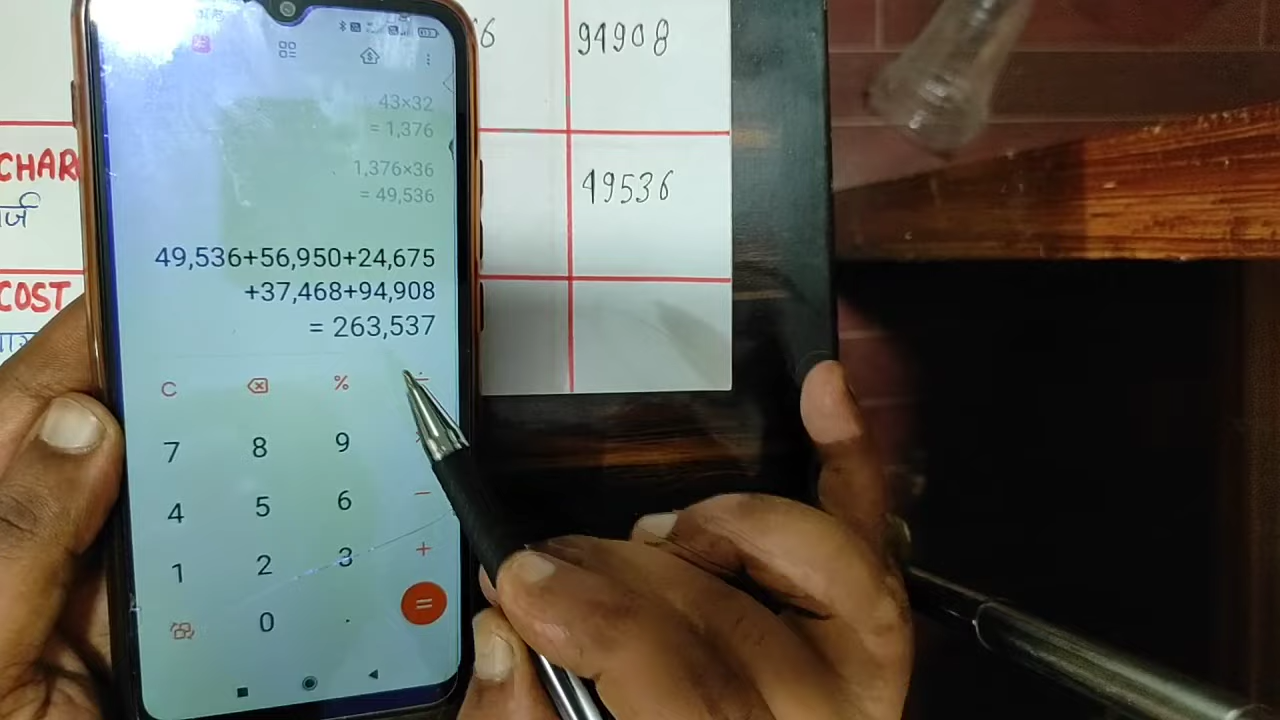 94908
CHAR
र्ज
49536
COST
43×32
= 1,376
1,376×36
= 49,536
49,536+56,950+24,675
+37,468+94,908
= 263,537
C % ÷
7 8 9
4 5 6 −
1 2 3 +
0 . =